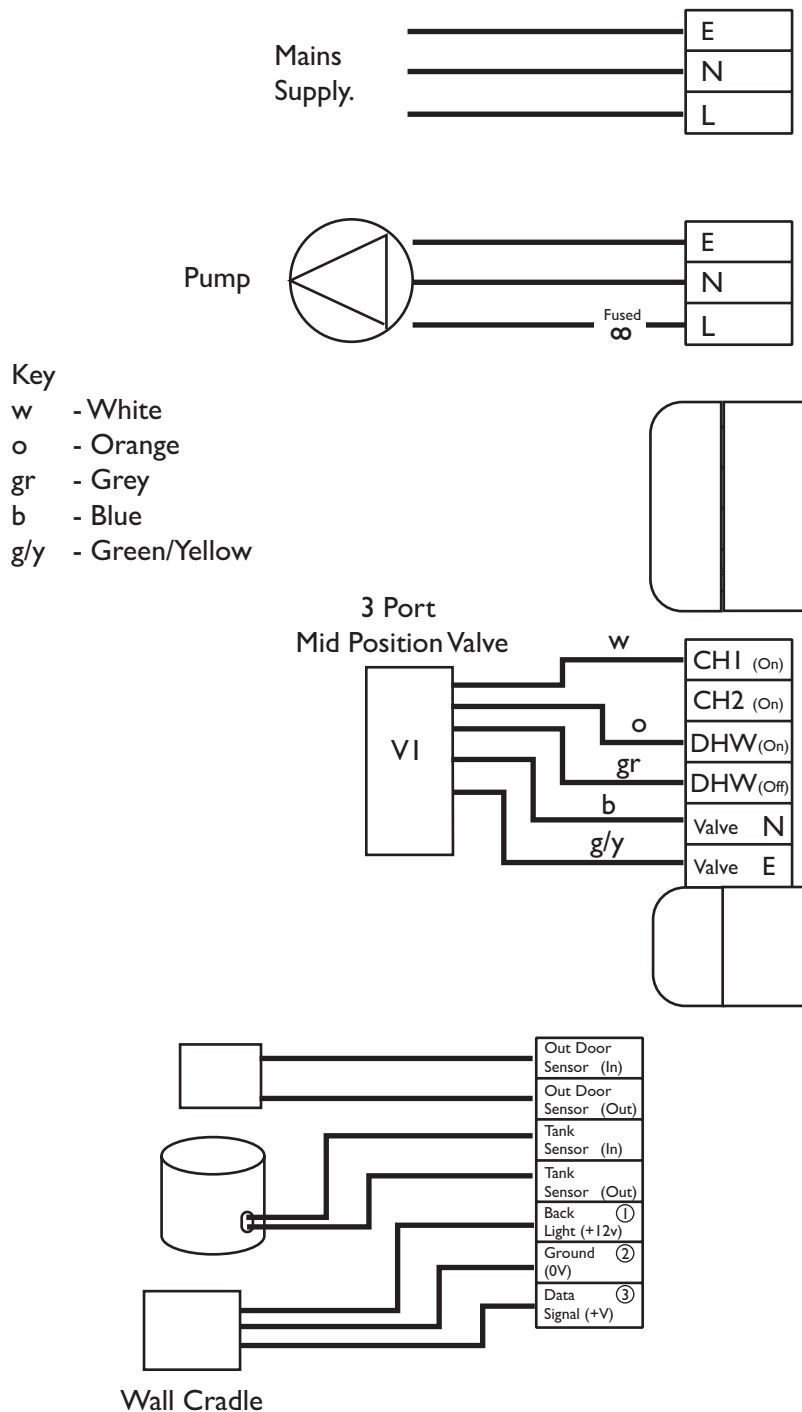 Mains
Supply.
E
N
L
Pump
Fused
E
N
L
Key
w - White
o - Orange
gr - Grey
b - Blue
g/y - Green/Yellow
3 Port
Mid Position Valve
V1
w
o
gr
b
g/y
CH1 (On)
CH2 (On)
DHW (On)
DHW (Off)
Valve N
Valve E
Out Door
Sensor (In)
Out Door
Sensor (Out)
Tank
Sensor (In)
Tank
Sensor (Out)
Back ①
Light (+12v)
Ground ②
(0V)
Data ③
Signal (+V)
Wall Cradle